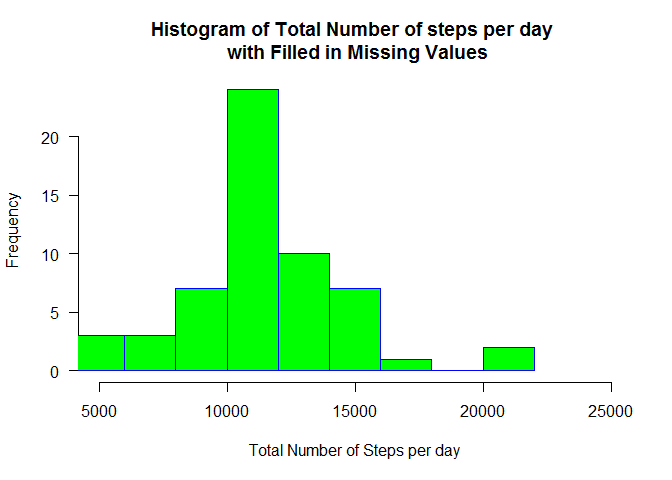 Histogram of Total Number of steps per day
with Filled in Missing Values
Frequency
20
15
10
5
0
5000 10000 15000 20000 25000
Total Number of Steps per day